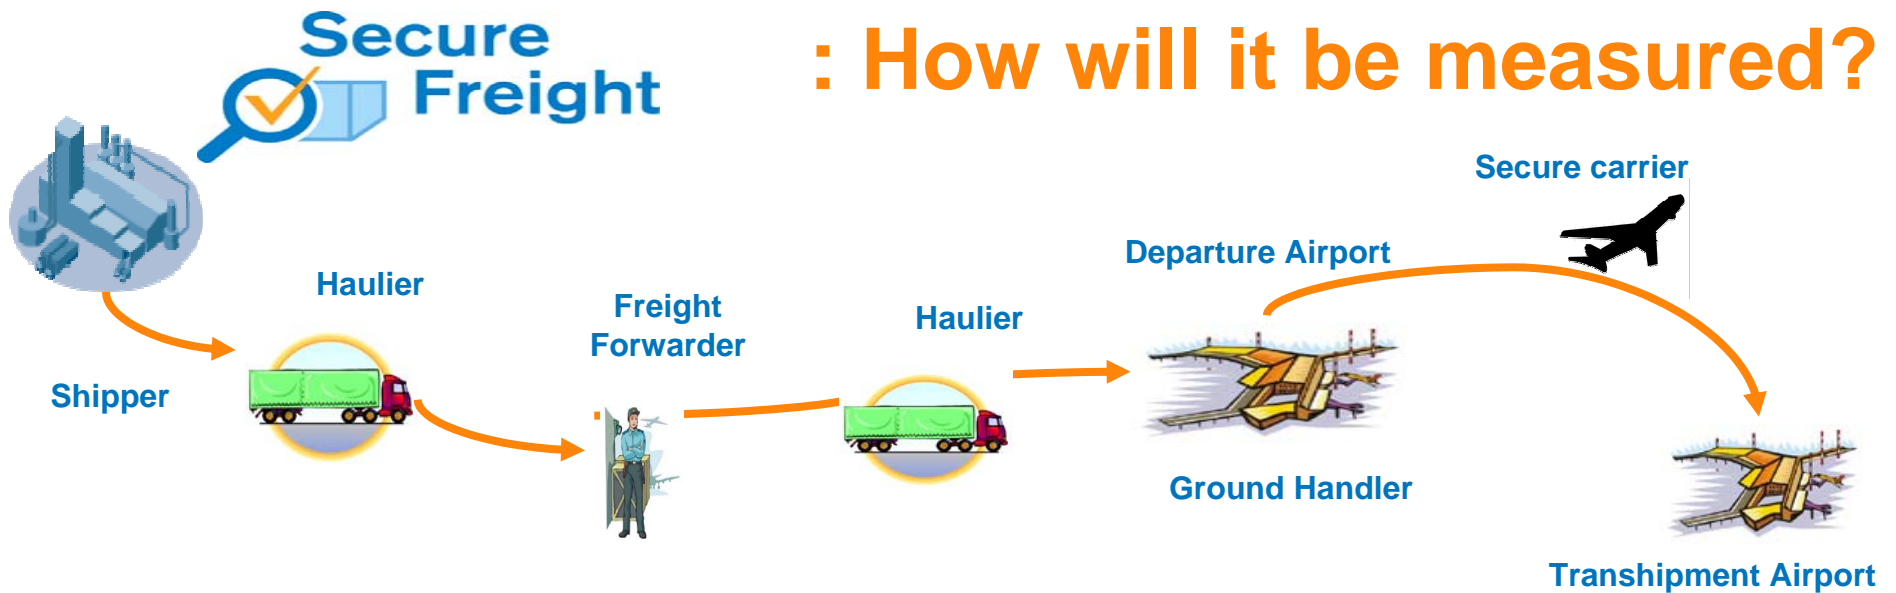 Secure
Freight
: How will it be measured?
Secure carrier
Departure Airport
Haulier
Freight
Forwarder
Haulier
Shipper
Ground Handler
Transhipment Airport